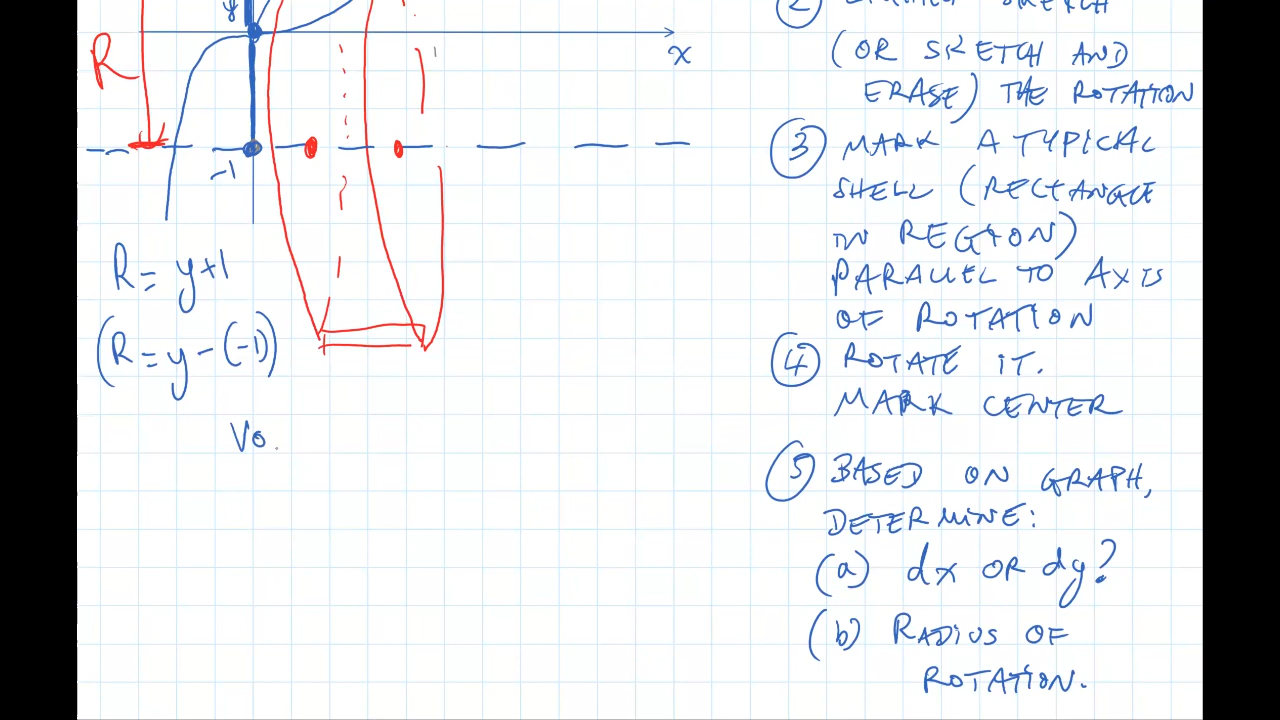 y
x
R
-1
R = y+1
(R = y - (-1))
Vo
②
(OR SKETCH AND
ERASE) THE ROTATION
③ MARK A TYPICAL
SHELL (RECTANGLE
IN REGION)
PARALLEL TO AXIS
OF ROTATION
④ ROTATE IT.
MARK CENTER
⑤ BASED ON GRAPH,
DETERMINE:
(a) dx OR dy?
(b) RADIUS OF
ROTATION.